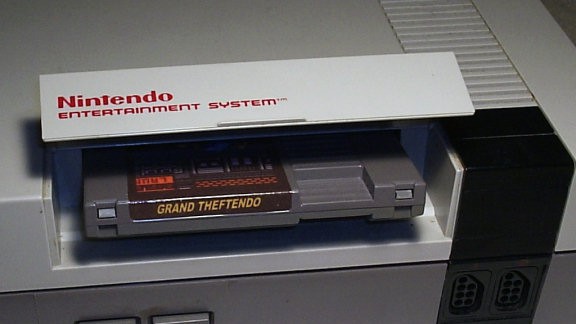 Nintendo
ENTERTAINMENT SYSTEM™
GRAND THEFTENDO